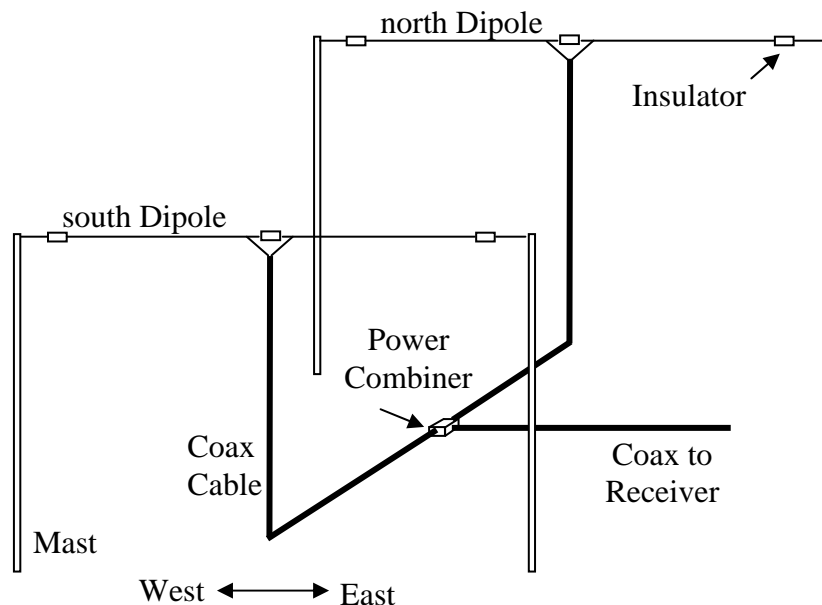 north Dipole
Insulator
south Dipole
Power
Combiner
Coax
Cable
Coax to
Receiver
Mast
West
East